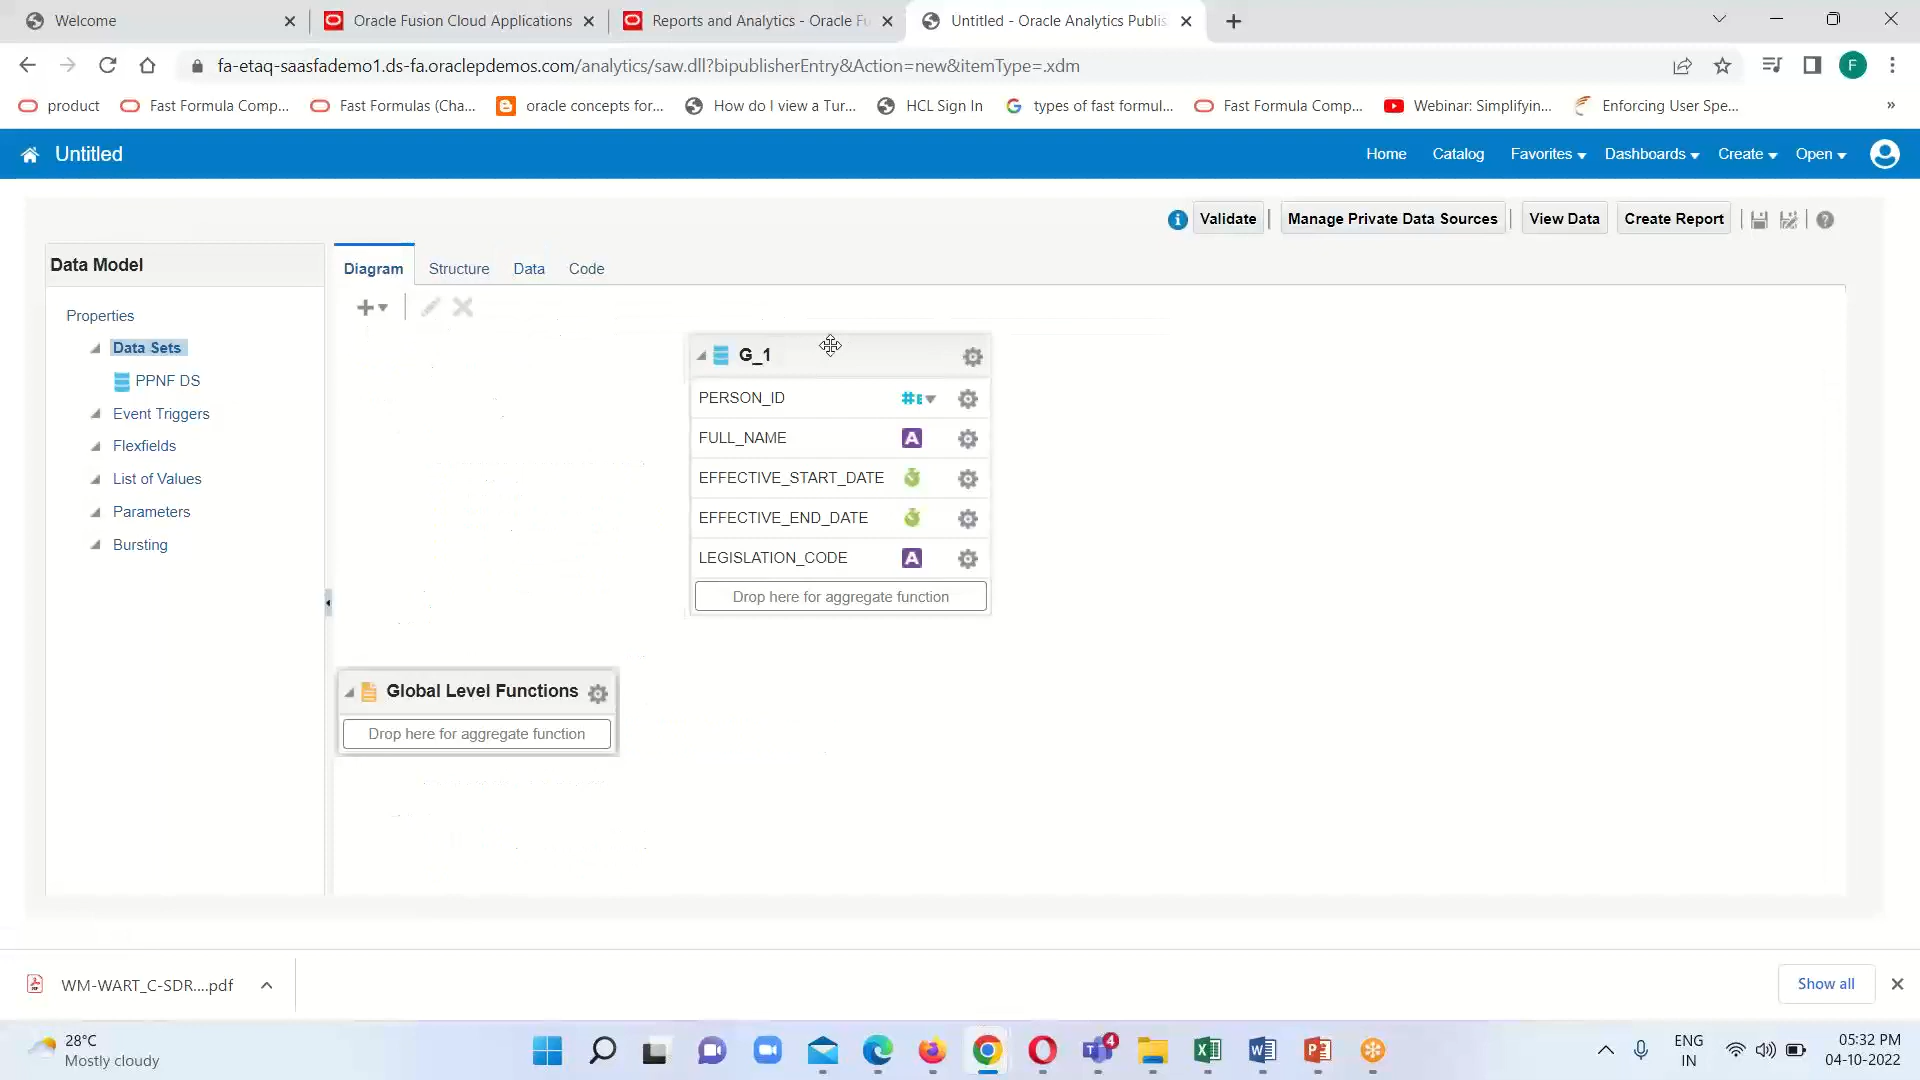 Welcome
Oracle Fusion Cloud Applications
Reports and Analytics - Oracle Fu
Untitled - Oracle Analytics Publis
fa-etaq-saasfademo1.ds-fa.oraclepdemos.com/analytics/saw.dll?bipublisherEntry&Action=new&itemType=.xdm
F
product
Fast Formula Comp...
Fast Formulas (Cha...
oracle concepts for...
How do I view a Tur...
HCL Sign In
types of fast formul...
Fast Formula Comp...
Webinar: Simplifyin...
Enforcing User Spe...
»
Untitled
Home
Catalog
Favorites
Dashboards
Create
Open
Validate
Manage Private Data Sources
View Data
Create Report
Data Model
Diagram
Structure
Data
Code
Properties
Data Sets
PPNF DS
Event Triggers
Flexfields
List of Values
Parameters
Bursting
G_1
PERSON_ID
FULL_NAME
A
EFFECTIVE_START_DATE
EFFECTIVE_END_DATE
LEGISLATION_CODE
A
Drop here for aggregate function
Global Level Functions
Drop here for aggregate function
WM-WART_C-SDR....pdf
Show all
28°C
Mostly cloudy
4
ENG
IN
05:32 PM
04-10-2022